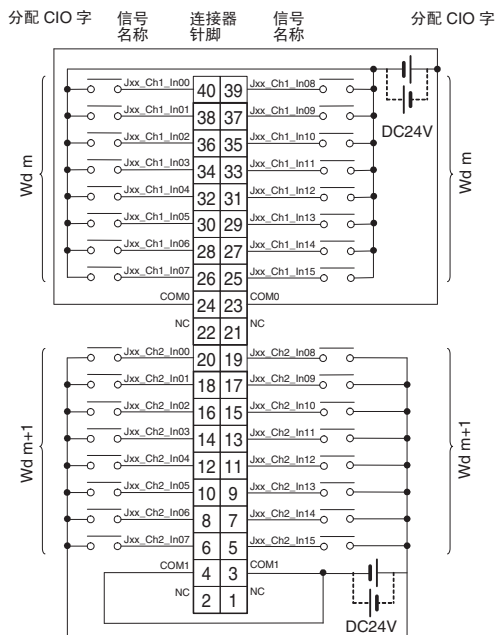 分配 CIO 字 信号名称 连接器针脚 信号名称 分配 CIO 字
Jxx_Ch1_In00 40 39 Jxx_Ch1_In08
Jxx_Ch1_In01 38 37 Jxx_Ch1_In09
DC24V
Jxx_Ch1_In02 36 35 Jxx_Ch1_In10
Jxx_Ch1_In03 34 33 Jxx_Ch1_In11
Wd m Wd m
Jxx_Ch1_In04 32 31 Jxx_Ch1_In12
Jxx_Ch1_In05 30 29 Jxx_Ch1_In13
Jxx_Ch1_In06 28 27 Jxx_Ch1_In14
Jxx_Ch1_In07 26 25 Jxx_Ch1_In15
COM0 24 23 COM0
NC 22 21 NC
Jxx_Ch2_In00 20 19 Jxx_Ch2_In08
Jxx_Ch2_In01 18 17 Jxx_Ch2_In09
Jxx_Ch2_In02 16 15 Jxx_Ch2_In10
Jxx_Ch2_In03 14 13 Jxx_Ch2_In11
Wd m+1 Wd m+1
Jxx_Ch2_In04 12 11 Jxx_Ch2_In12
Jxx_Ch2_In05 10 9 Jxx_Ch2_In13
Jxx_Ch2_In06 8 7 Jxx_Ch2_In14
Jxx_Ch2_In07 6 5 Jxx_Ch2_In15
COM1 4 3 COM1
NC 2 1 NC
DC24V